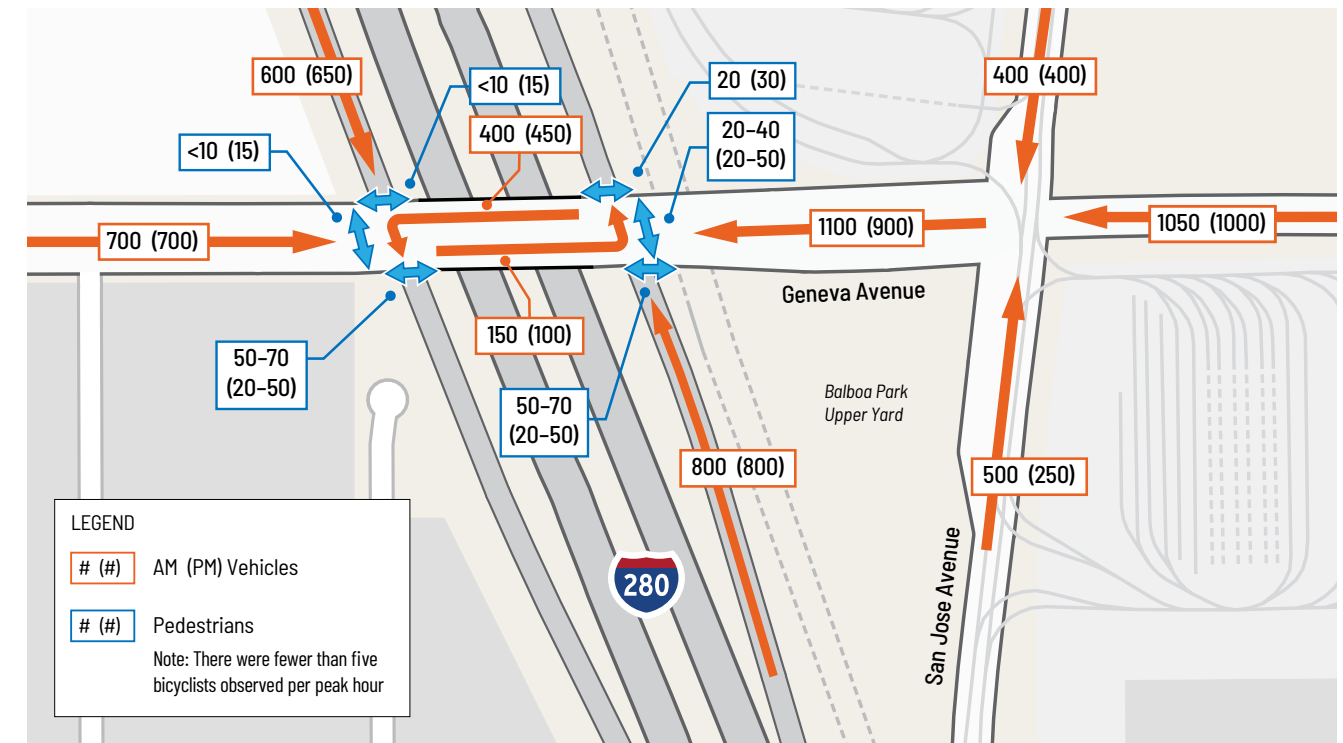 600 (650)
<10 (15)
20 (30)
400 (400)
<10 (15)
400 (450)
20–40
(20–50)
700 (700)
1100 (900)
1050 (1000)
Geneva Avenue
150 (100)
50–70
(20–50)
50–70
(20–50)
Balboa Park
Upper Yard
800 (800)
500 (250)
San Jose Avenue
280
LEGEND
# (#) AM (PM) Vehicles
# (#) Pedestrians
Note: There were fewer than five
bicyclists observed per peak hour